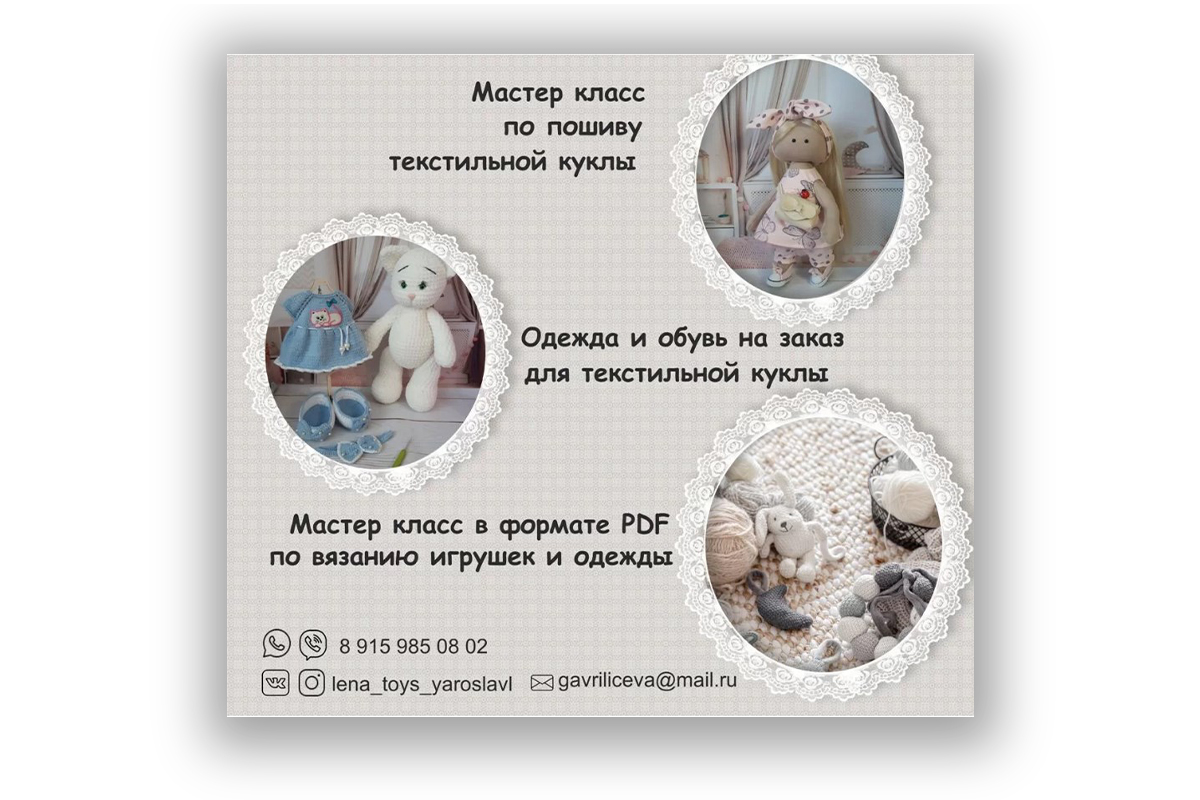 Мастер класс
по пошиву
текстильной куклы
Одежда и обувь на заказ
для текстильной куклы
Мастер класс в формате PDF
по вязанию игрушек и одежды
8 915 985 08 02
lena_toys_yaroslavl
gavriliceva@mail.ru